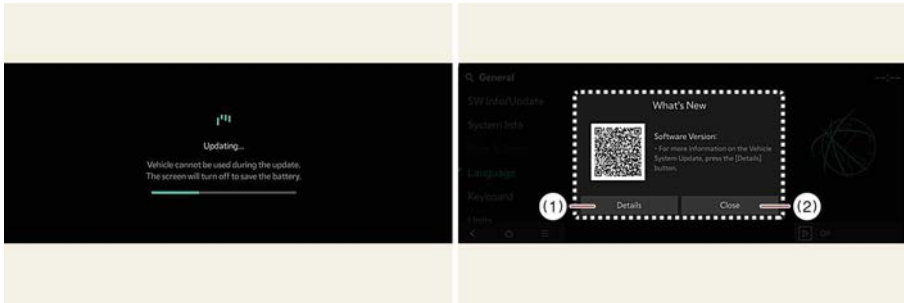 Updating...
Vehicle cannot be used during the update.
The screen will turn off to save the battery.
General
SW Info/Update
System Info
Language
Keyboard
Units
What's New
Software Version:
- For more information on the Vehicle
System Update, press the [Details]
button.
(1)
Details
Close
(2)
Off